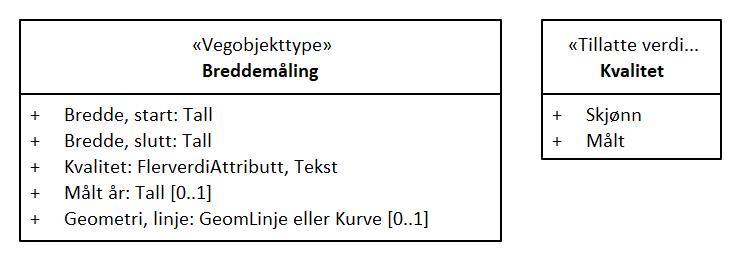 «Vegobjekttype»
Breddemåling
+ Bredde, start: Tall
+ Bredde, slutt: Tall
+ Kvalitet: FlerverdiAttributt, Tekst
+ Målt år: Tall [0..1]
+ Geometri, linje: GeomLinje eller Kurve [0..1]
«Tillatte verdi...
Kvalitet
+ Skjønn
+ Målt